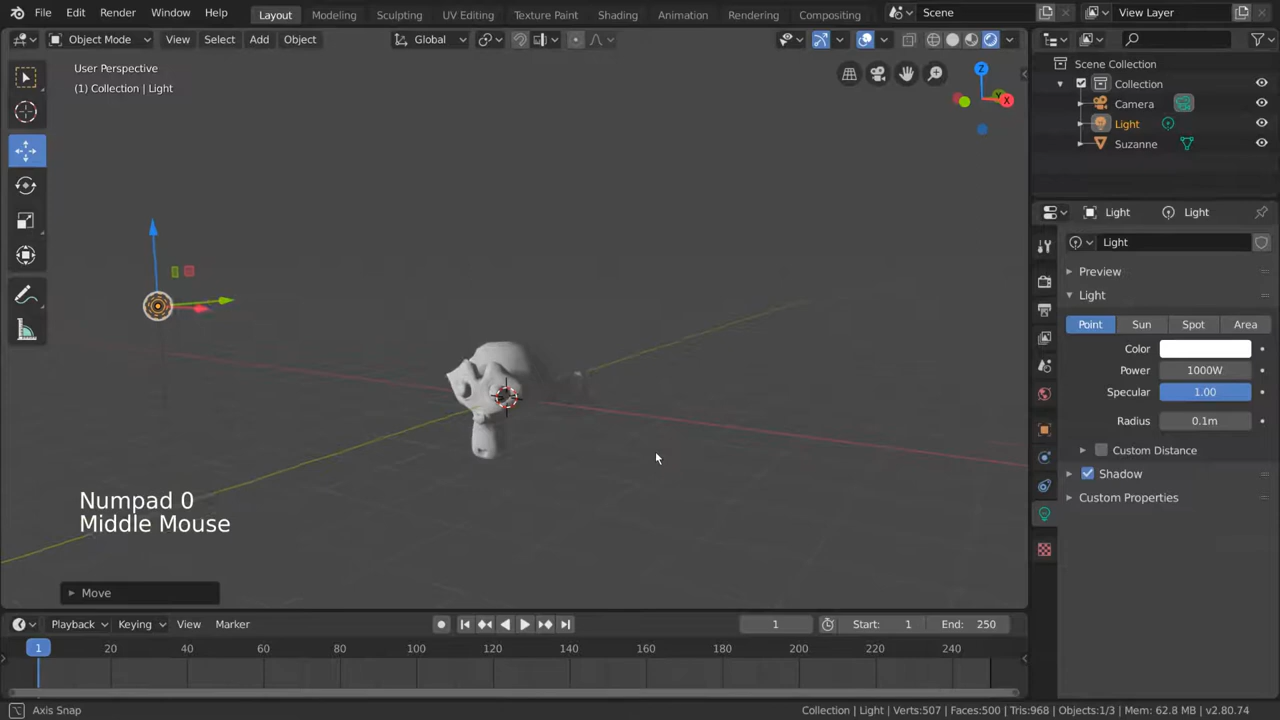 File Edit Render Window Help Layout Modeling Sculpting UV Editing Texture Paint Shading Animation Rendering Compositing Scene View Layer
Object Mode View Select Add Object Global
User Perspective
(1) Collection | Light
Z
Y
X
Scene Collection
Collection
Camera
Light
Suzanne
Light Light
Light
Preview
Light
Point Sun Spot Area
Color
Power 1000W
Specular 1.00
Radius 0.1m
Custom Distance
Shadow
Custom Properties
Numpad 0
Middle Mouse
Move
Playback Keying View Marker 1 Start: 1 End: 250
1 20 40 60 80 100 120 140 160 180 200 220 240
Axis Snap Collection | Light | Verts:507 | Faces:500 | Tris:968 | Objects:1/3 | Mem: 62.8 MB | v2.80.74